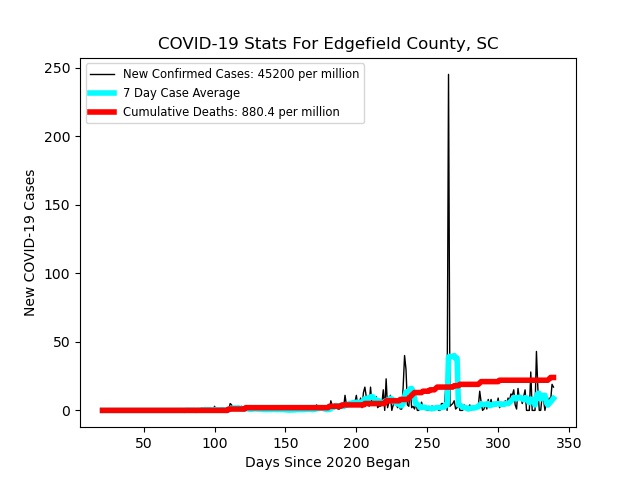 COVID-19 Stats For Edgefield County, SC
New Confirmed Cases: 45200 per million
7 Day Case Average
Cumulative Deaths: 880.4 per million
New COVID-19 Cases
250
200
150
100
50
0
50 100 150 200 250 300 350
Days Since 2020 Began